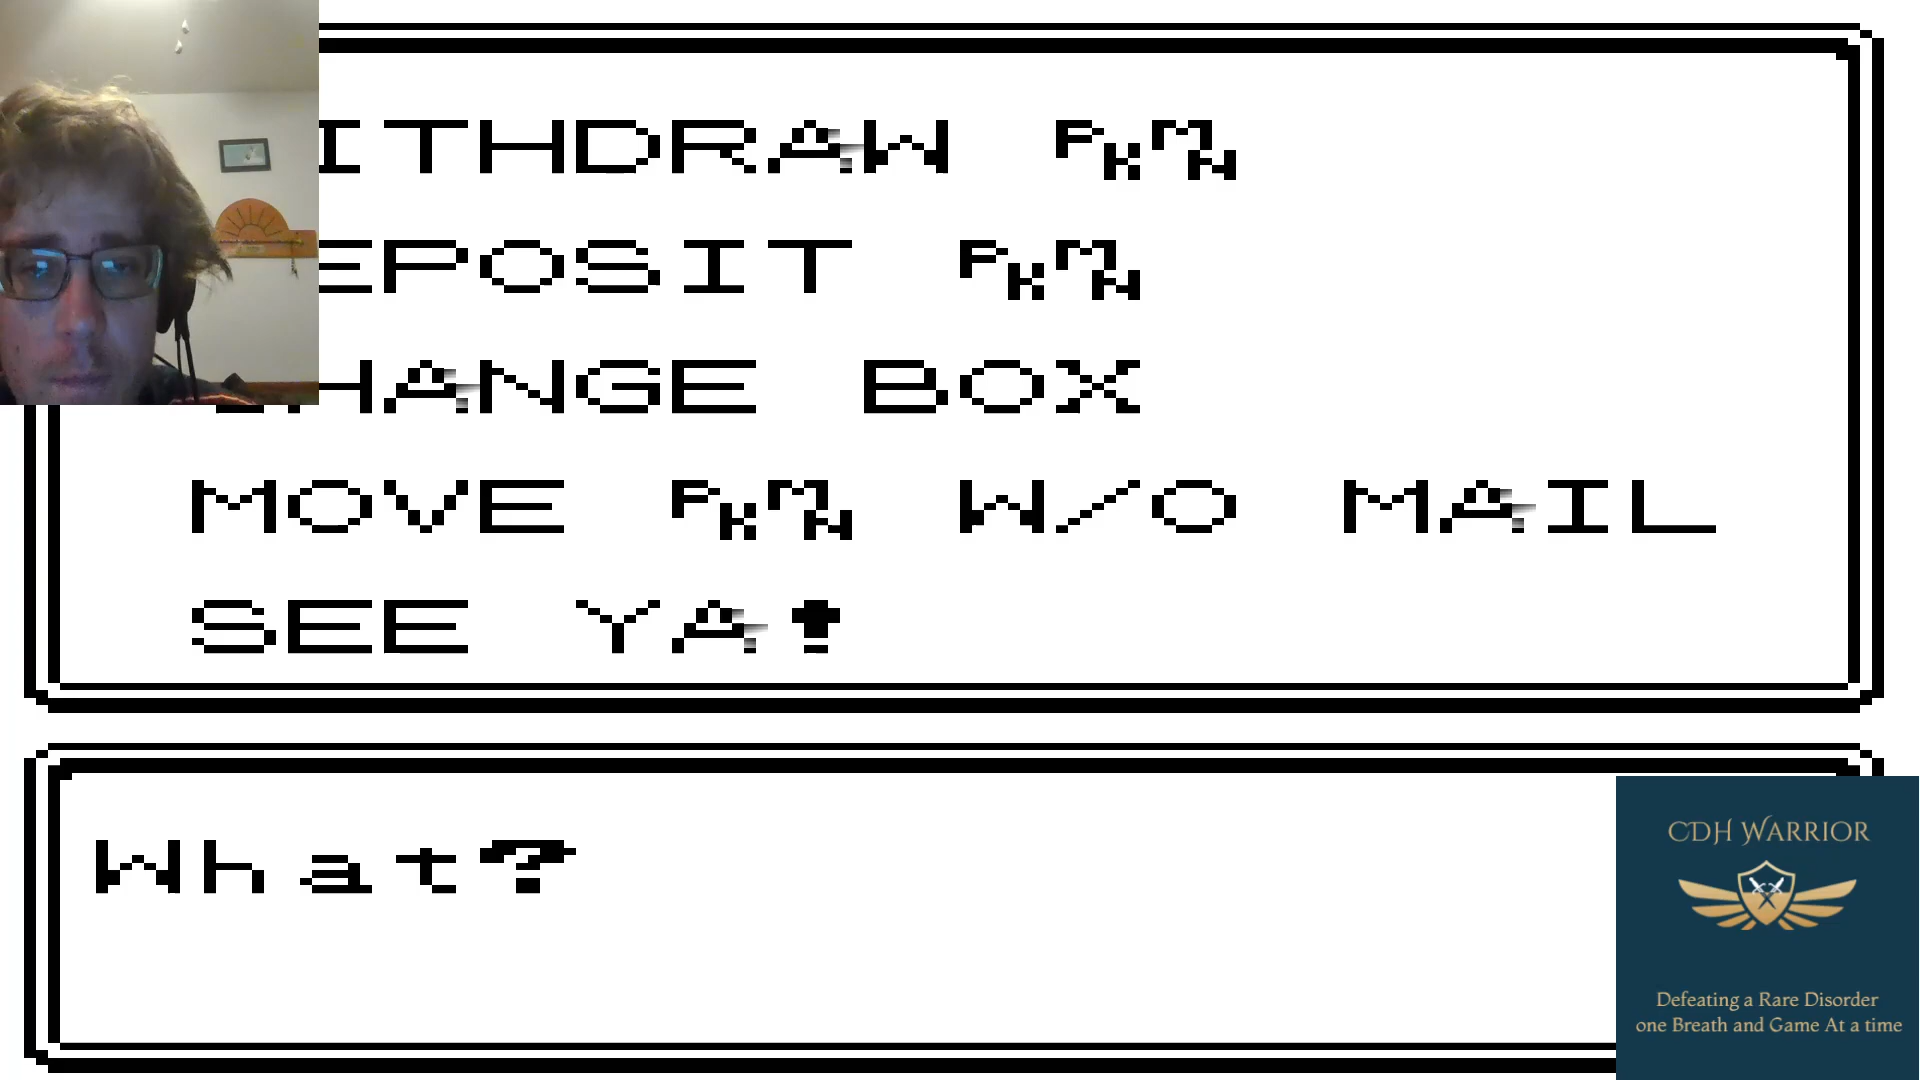 ITHDRAW PKMN
EPOSIT PKMN
CHANGE BOX
MOVE PKMN W/O MAIL
SEE YA!
What?
CDH WARRIOR
Defeating a Rare Disorder
one Breath and Game At a time